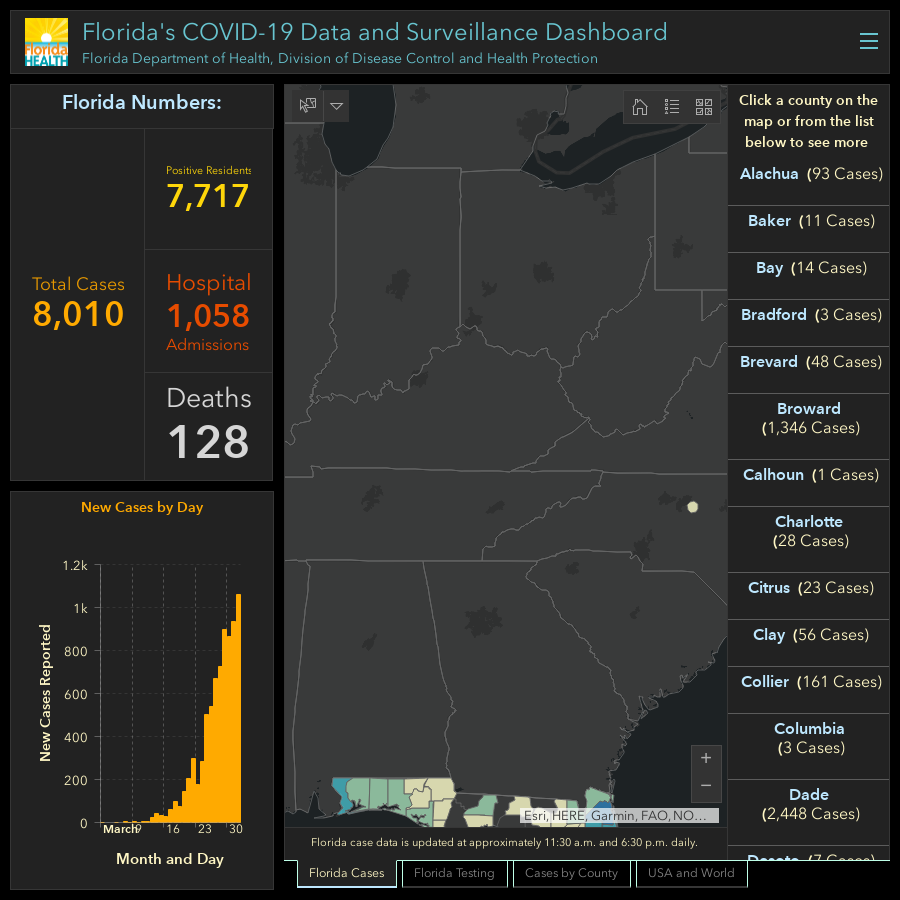 Florida
HEALTH
Florida's COVID-19 Data and Surveillance Dashboard
Florida Department of Health, Division of Disease Control and Health Protection
Florida Numbers:
Total Cases
8,010
Positive Residents
7,717
Hospital
1,058
Admissions
Deaths
128
New Cases by Day
New Cases Reported
1.2k
1k
800
600
400
200
0
March
16
23
30
Month and Day
Esri, HERE, Garmin, FAO, NO...
+
−
Florida case data is updated at approximately 11:30 a.m. and 6:30 p.m. daily.
Florida Cases
Florida Testing
Cases by County
USA and World
Click a county on the
map or from the list
below to see more
Alachua (93 Cases)
Baker (11 Cases)
Bay (14 Cases)
Bradford (3 Cases)
Brevard (48 Cases)
Broward
(1,346 Cases)
Calhoun (1 Cases)
Charlotte
(28 Cases)
Citrus (23 Cases)
Clay (56 Cases)
Collier (161 Cases)
Columbia
(3 Cases)
Dade
(2,448 Cases)
Desoto (7 Cases)